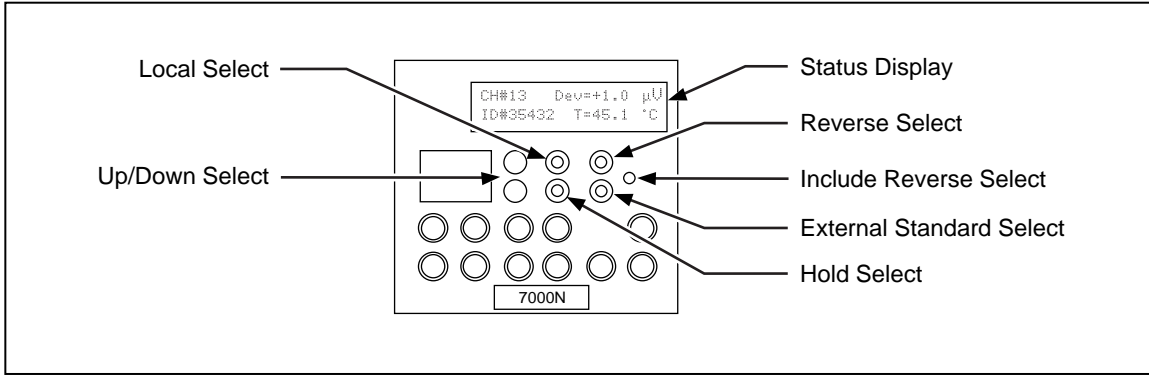 Local Select
Status Display
CH#13 Dev=+1.0 µV
ID#35432 T=45.1 °C
Reverse Select
Up/Down Select
Include Reverse Select
External Standard Select
Hold Select
7000N